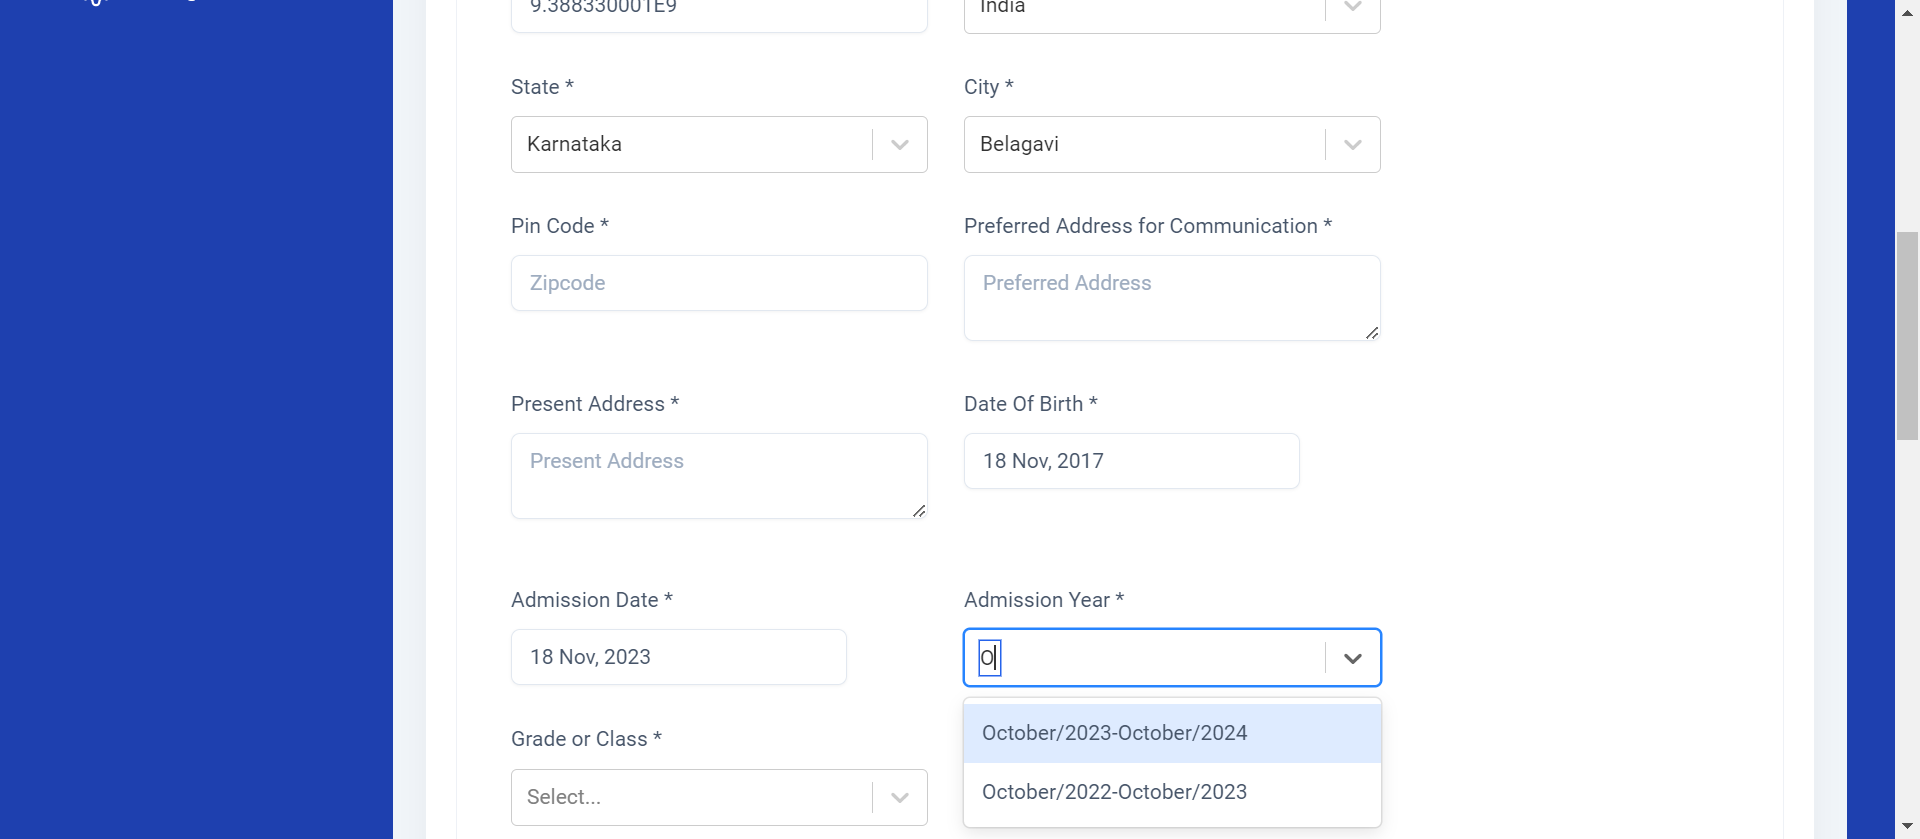 9.388330001E9
India
State *
City *
Karnataka
Belagavi
Pin Code *
Preferred Address for Communication *
Zipcode
Preferred Address
Present Address *
Date Of Birth *
Present Address
18 Nov, 2017
Admission Date *
Admission Year *
18 Nov, 2023
O
October/2023-October/2024
Grade or Class *
Select...
October/2022-October/2023